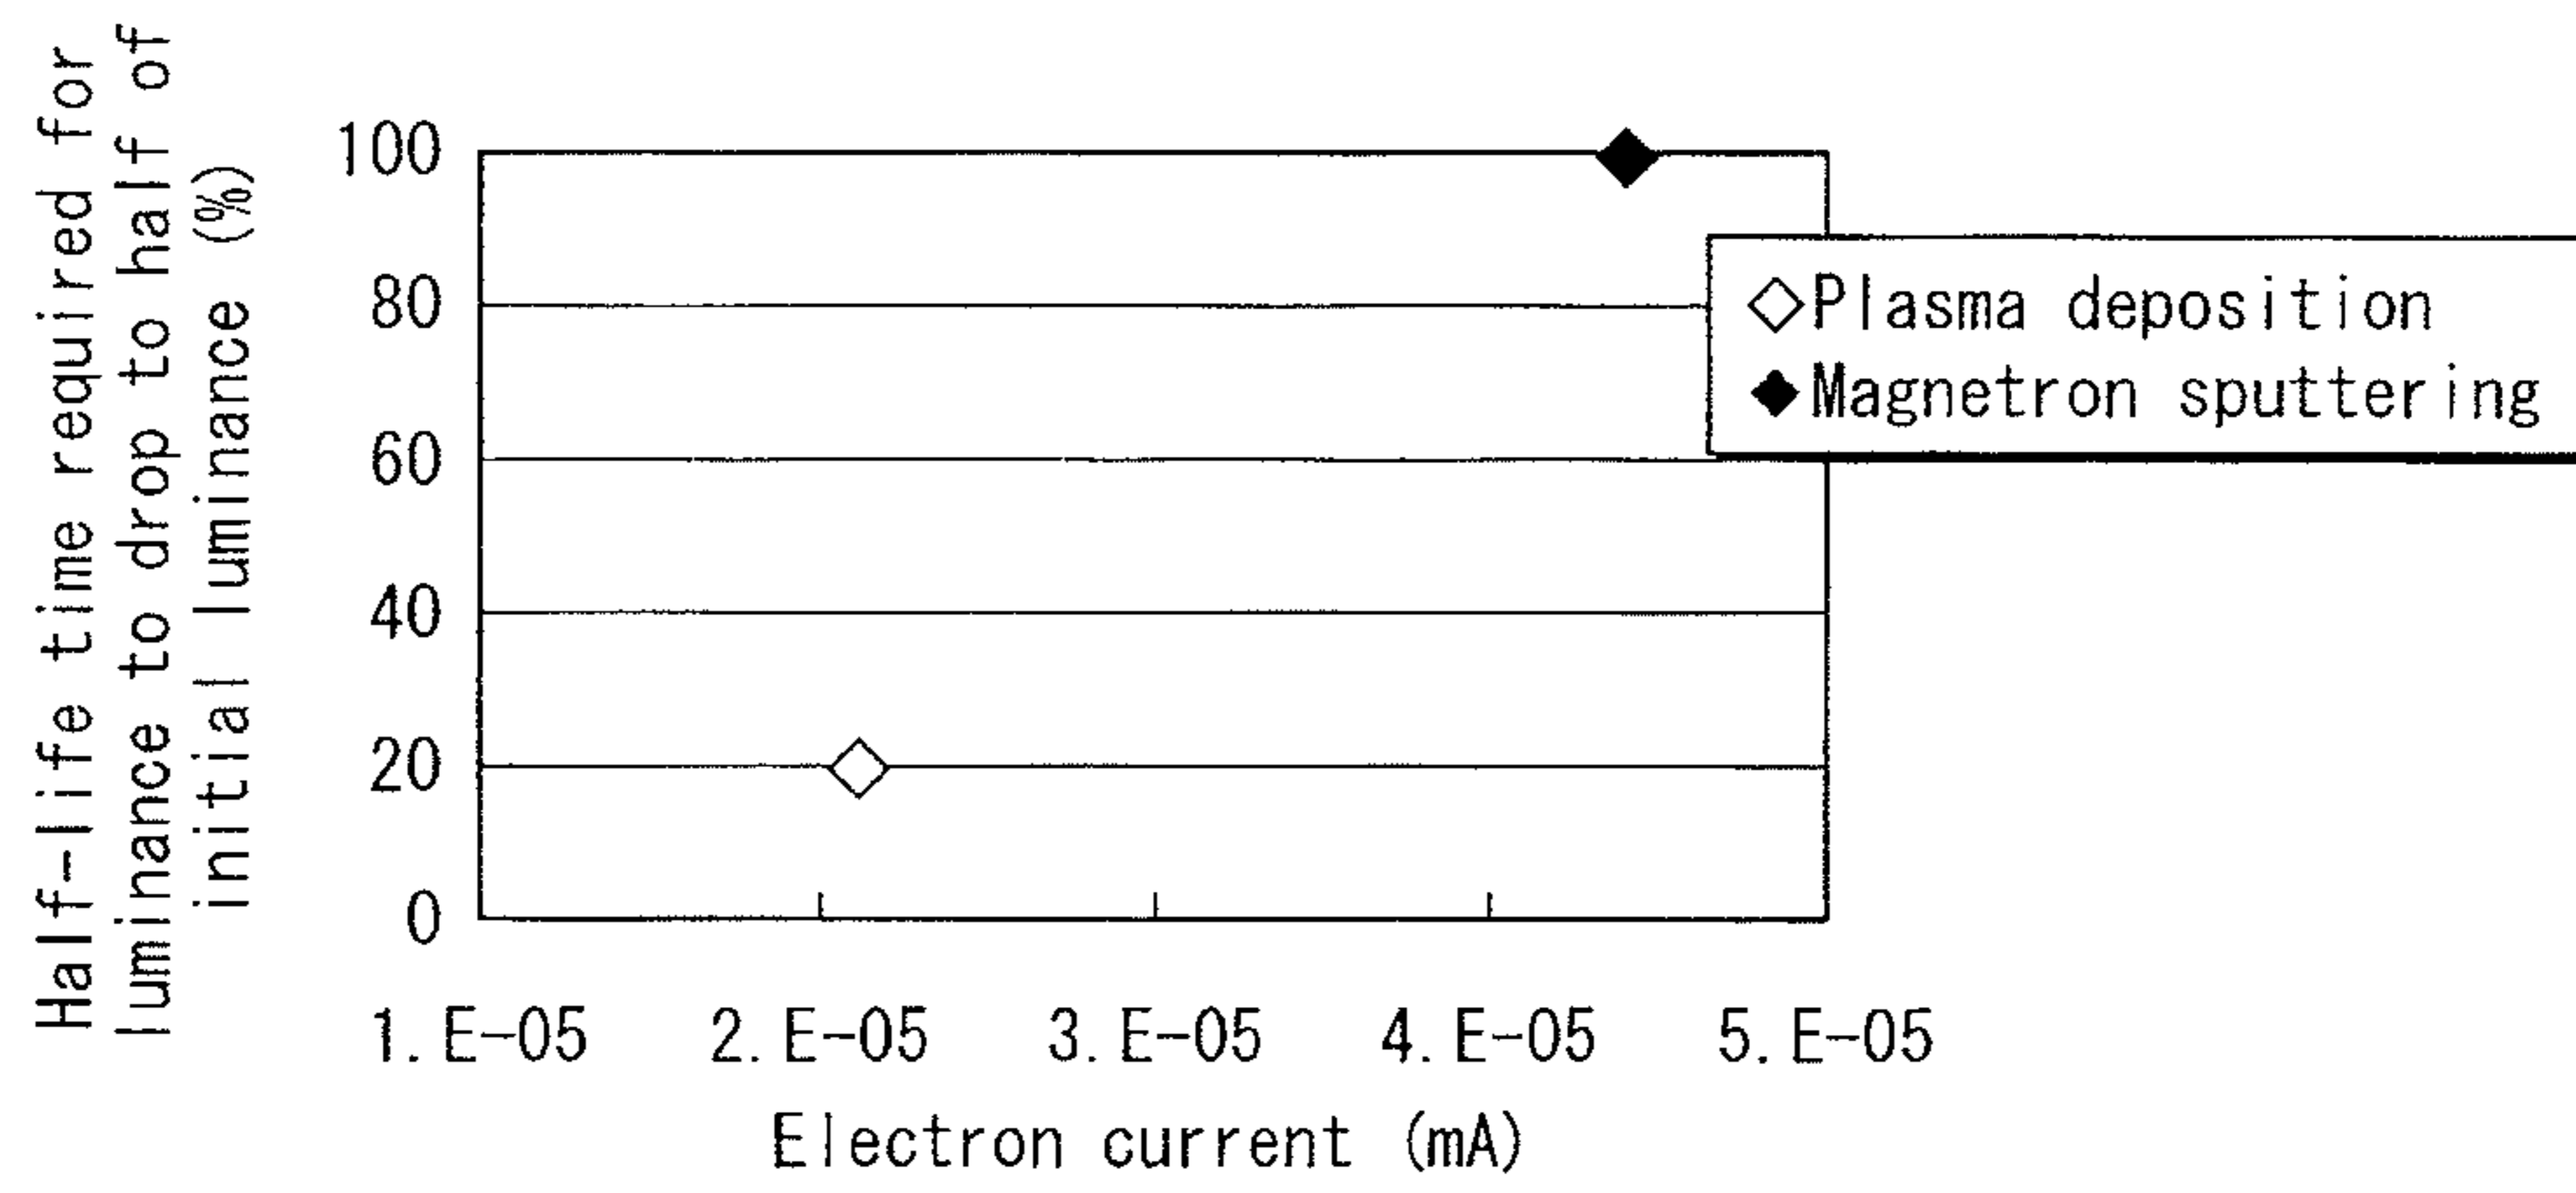 Half-life time required for
luminance to drop to half of
initial luminance (%)
100
80
60
40
20
0
◇Plasma deposition
◆Magnetron sputtering
1.E-05 2.E-05 3.E-05 4.E-05 5.E-05
Electron current (mA)